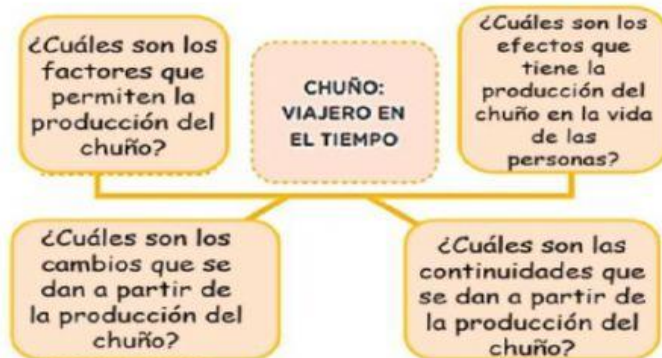 ¿Cuáles son los
factores que
permiten la
producción del
chuño?
CHUÑO:
VIAJERO EN
EL TIEMPO
¿Cuáles son los
efectos que
tiene la
producción del
chuño en la vida
de las
personas?
¿Cuáles son los
cambios que se
dan a partir de
la producción del
chuño?
¿Cuáles son las
continuidades que
se dan a partir de
la producción del
chuño?